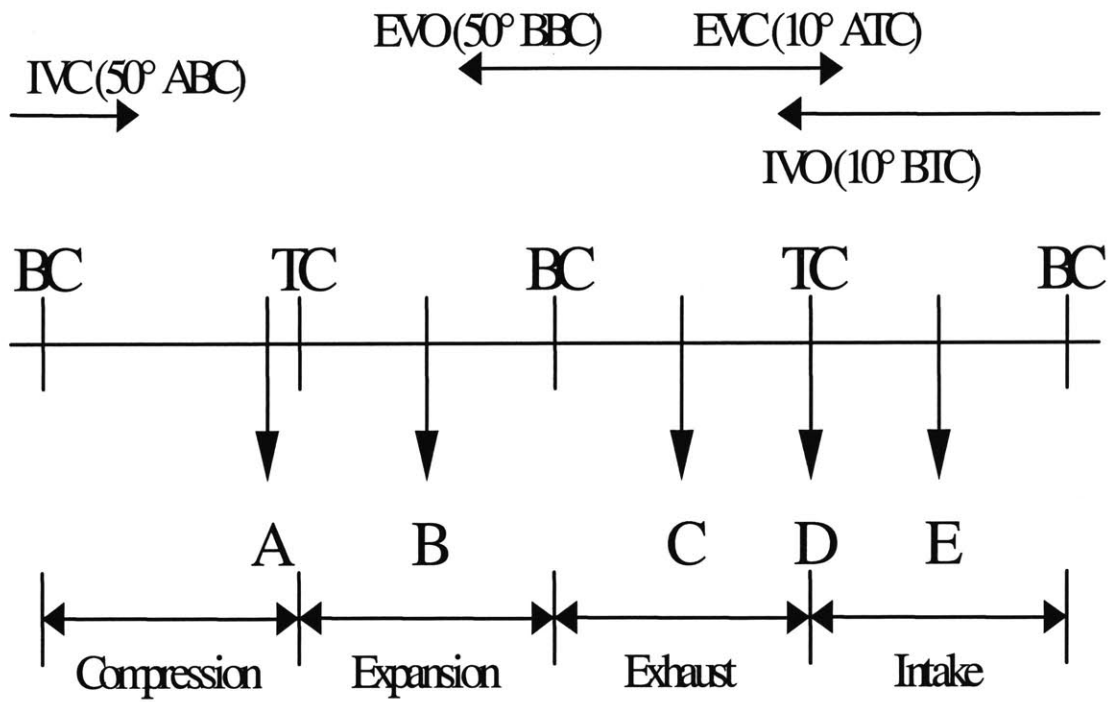 EVO (50° BBC) EVC (10° ATC)
IVC (50° ABC)
IVO (10° BTC)
BC TC BC TC BC
A B C D E
Compression Expansion Exhaust Intake